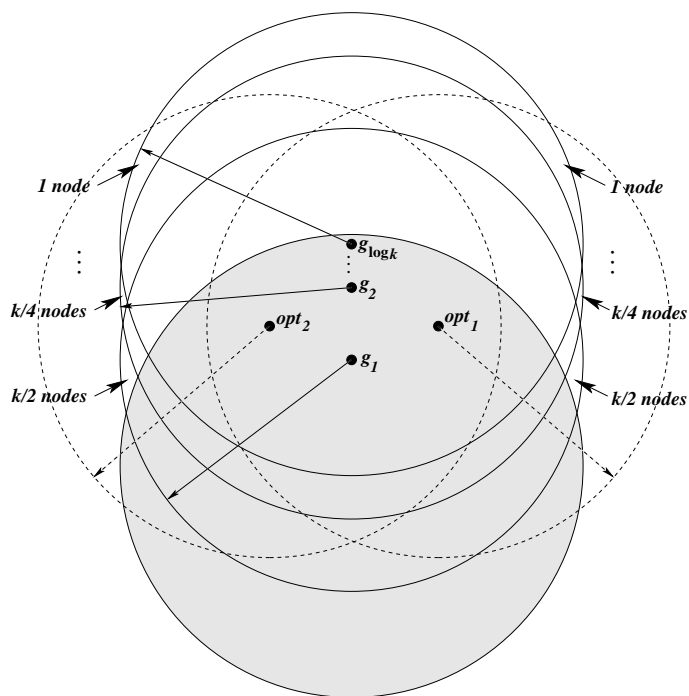 1 node
1 node
g_log k
⋮
⋮
⋮
g_2
k/4 nodes
k/4 nodes
opt_2
opt_1
g_1
k/2 nodes
k/2 nodes